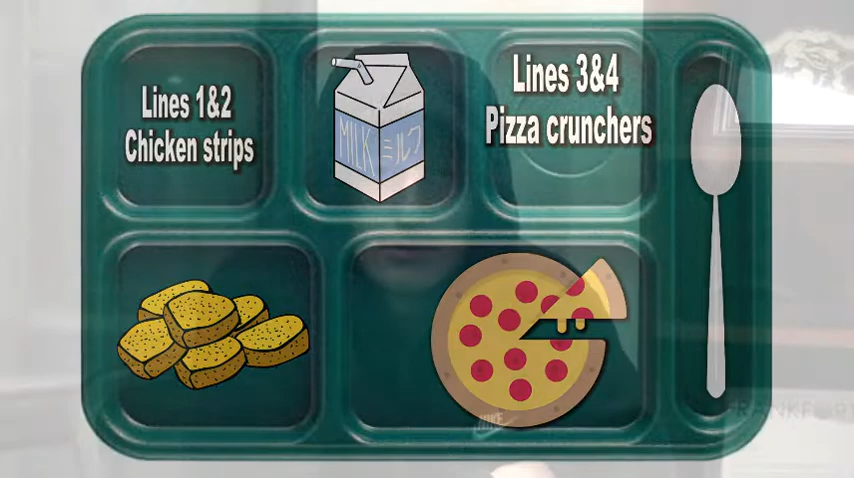 Lines 1&2
Chicken strips
MILK ミルク
Lines 3&4
Pizza crunchers